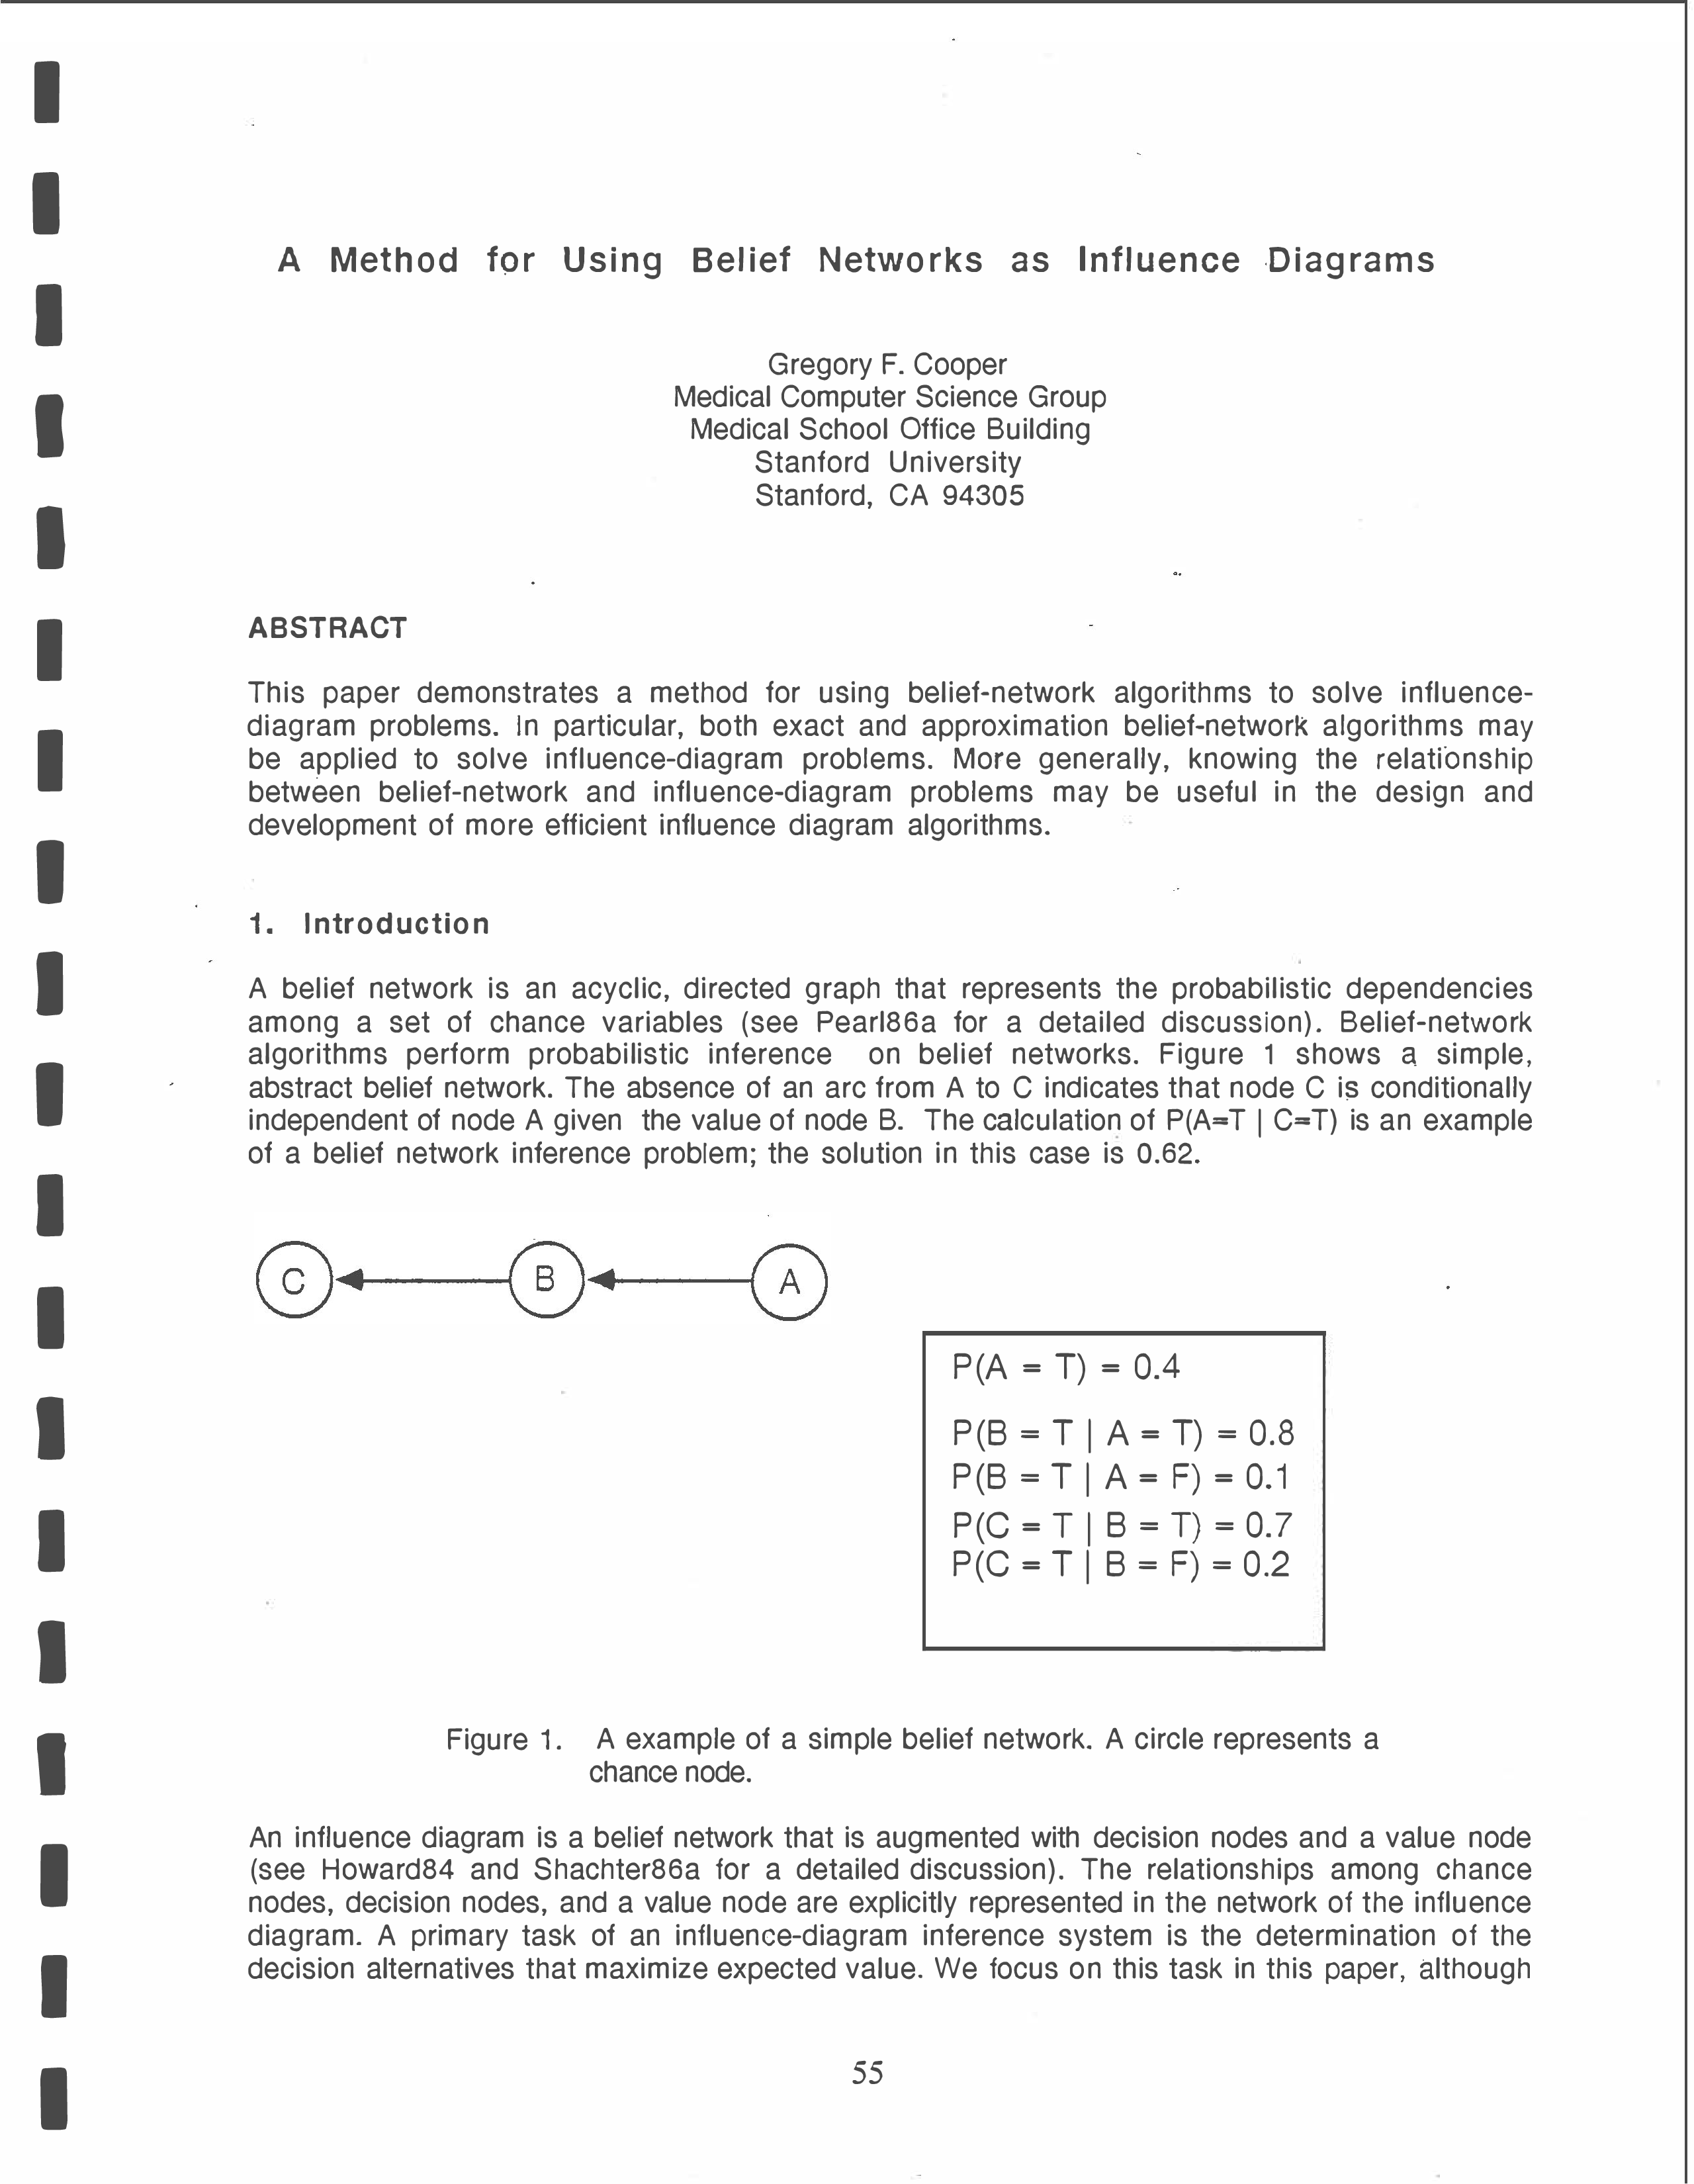 A Method for Using Belief Networks as Influence Diagrams
Gregory F. Cooper
Medical Computer Science Group
Medical School Office Building
Stanford University
Stanford, CA 94305
ABSTRACT
This paper demonstrates a method for using belief-network algorithms to solve influence-
diagram problems. In particular, both exact and approximation belief-network algorithms may
be applied to solve influence-diagram problems. More generally, knowing the relationship
between belief-network and influence-diagram problems may be useful in the design and
development of more efficient influence diagram algorithms.
1. Introduction
A belief network is an acyclic, directed graph that represents the probabilistic dependencies
among a set of chance variables (see Pearl86a for a detailed discussion). Belief-network
algorithms perform probabilistic inference on belief networks. Figure 1 shows a simple,
abstract belief network. The absence of an arc from A to C indicates that node C is conditionally
independent of node A given the value of node B. The calculation of P(A=T | C=T) is an example
of a belief network inference problem; the solution in this case is 0.62.
C B A
P(A = T) = 0.4
P(B = T | A = T) = 0.8
P(B = T | A = F) = 0.1
P(C = T | B = T) = 0.7
P(C = T | B = F) = 0.2
Figure 1. A example of a simple belief network. A circle represents a
chance node.
An influence diagram is a belief network that is augmented with decision nodes and a value node
(see Howard84 and Shachter86a for a detailed discussion). The relationships among chance
nodes, decision nodes, and a value node are explicitly represented in the network of the influence
diagram. A primary task of an influence-diagram inference system is the determination of the
decision alternatives that maximize expected value. We focus on this task in this paper, although
55